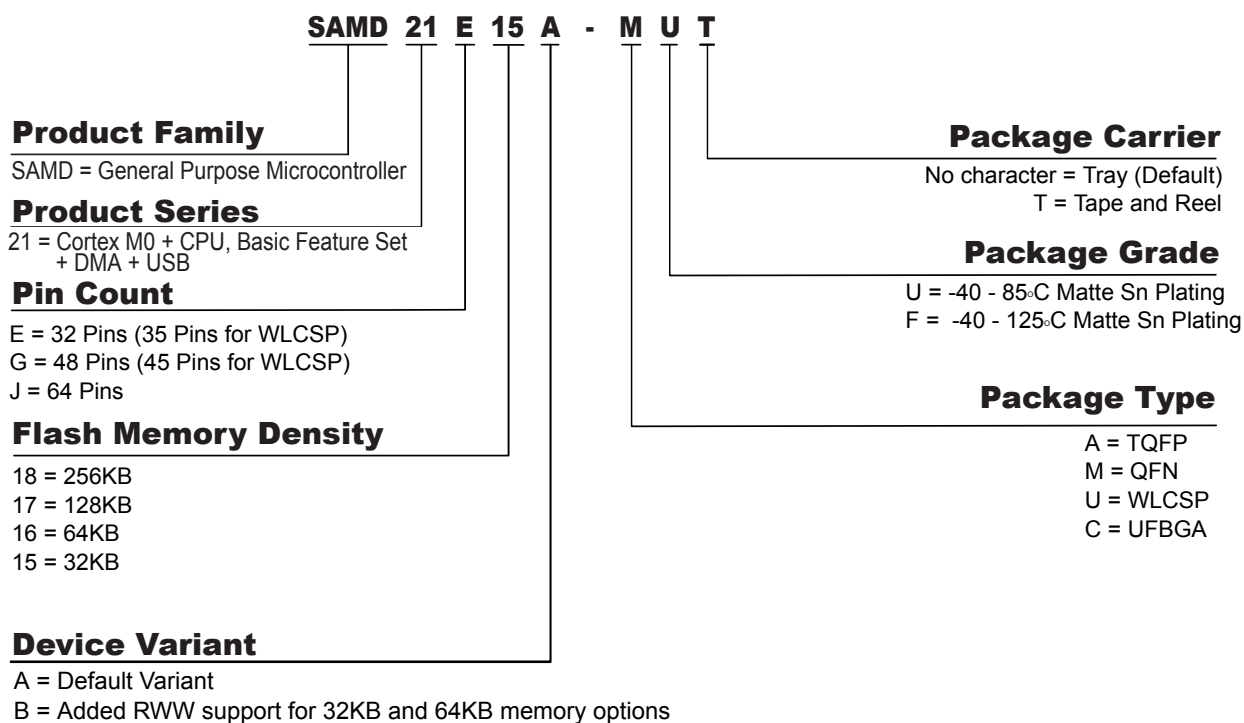 SAMD 21 E 15 A - M U T
Product Family
SAMD = General Purpose Microcontroller
Product Series
21 = Cortex M0 + CPU, Basic Feature Set
+ DMA + USB
Pin Count
E = 32 Pins (35 Pins for WLCSP)
G = 48 Pins (45 Pins for WLCSP)
J = 64 Pins
Flash Memory Density
18 = 256KB
17 = 128KB
16 = 64KB
15 = 32KB
Device Variant
A = Default Variant
B = Added RWW support for 32KB and 64KB memory options
Package Carrier
No character = Tray (Default)
T = Tape and Reel
Package Grade
U = -40 - 85°C Matte Sn Plating
F = -40 - 125°C Matte Sn Plating
Package Type
A = TQFP
M = QFN
U = WLCSP
C = UFBGA